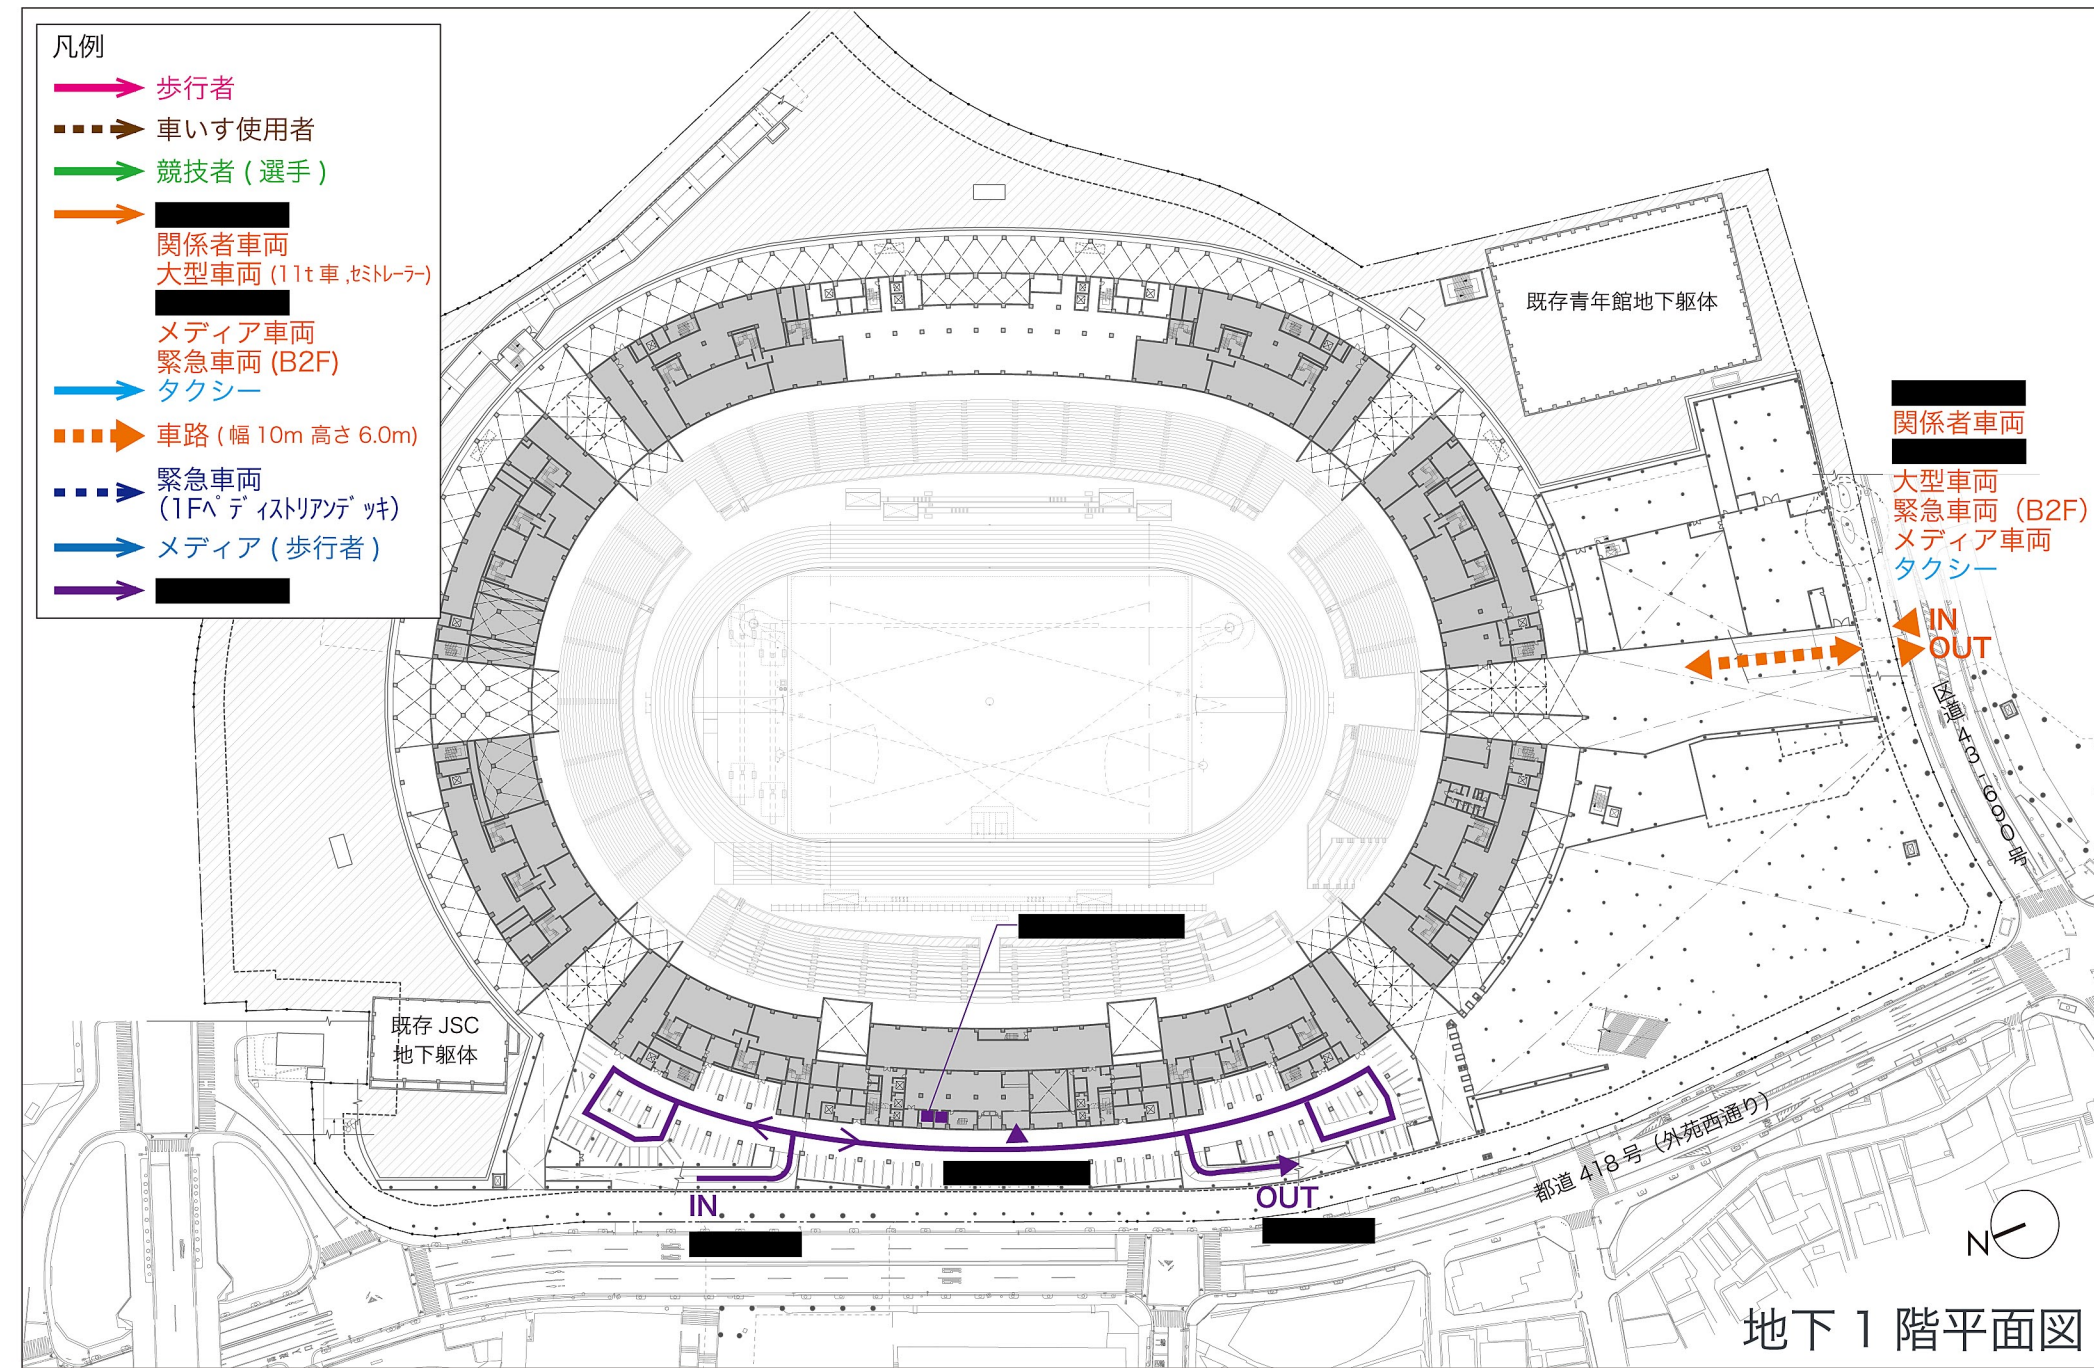 凡例
歩行者
車いす使用者
競技者 ( 選手 )
関係者車両
大型車両 (11t 車 ,ｾﾐﾄﾚｰﾗｰ)
メディア車両
緊急車両 (B2F)
タクシー
車路 ( 幅 10m 高さ 6.0m)
緊急車両
(1Fﾍﾟﾃﾞｨｽﾄﾘｱﾝﾃﾞｯｷ)
メディア ( 歩行者 )
既存青年館地下躯体
関係者車両
大型車両
緊急車両（B2F）
メディア車両
タクシー
IN
OUT
区道 43-690号
既存 JSC
地下躯体
IN
OUT
都道 418 号（外苑西通り）
N
地下 1 階平面図